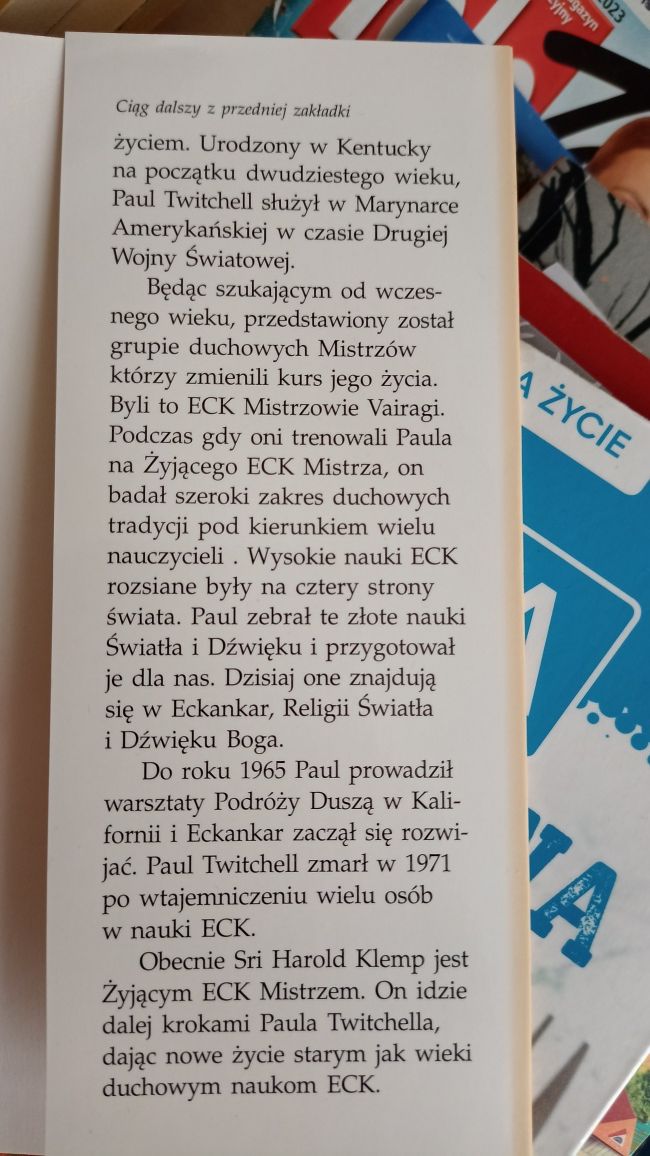 Ciąg dalszy z przedniej zakładki
życiem. Urodzony w Kentucky
na początku dwudziestego wieku,
Paul Twitchell służył w Marynarce
Amerykańskiej w czasie Drugiej
Wojny Światowej.
Będąc szukającym od wczes-
nego wieku, przedstawiony został
grupie duchowych Mistrzów
którzy zmienili kurs jego życia.
Byli to ECK Mistrzowie Vairagi.
Podczas gdy oni trenowali Paula
na Żyjącego ECK Mistrza, on
badał szeroki zakres duchowych
tradycji pod kierunkiem wielu
nauczycieli . Wysokie nauki ECK
rozsiane były na cztery strony
świata. Paul zebrał te złote nauki
Światła i Dźwięku i przygotował
je dla nas. Dzisiaj one znajdują
się w Eckankar, Religii Światła
i Dźwięku Boga.
Do roku 1965 Paul prowadził
warsztaty Podróży Duszą w Kali-
fornii i Eckankar zaczął się rozwi-
jać. Paul Twitchell zmarł w 1971
po wtajemniczeniu wielu osób
w nauki ECK.
Obecnie Sri Harold Klemp jest
Żyjącym ECK Mistrzem. On idzie
dalej krokami Paula Twitchella,
dając nowe życie starym jak wieki
duchowym naukom ECK.
2023
A ŻYCIE
A
NA